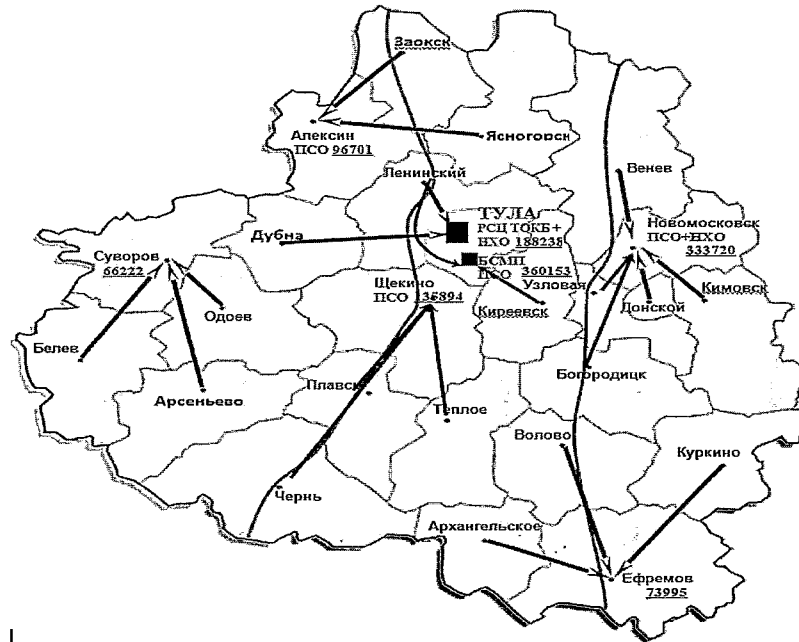 Заокск
Алексин
ПСО 96701
Ясногорск
Ленинский
Венев
ТУЛА
РСЦ ТОКБ+
НХО 188238
Дубна
Новомосковск
ПСО+НХО
333720
Суворов
66222
БСМП
ПСО 360153
Узловая
Щекино
ПСО 135894
Кимовск
Киреевск
Донской
Одоев
Белев
Богородицк
Плавск
Арсеньево
Теплое
Волово
Куркино
Чернь
Архангельское
Ефремов
73995